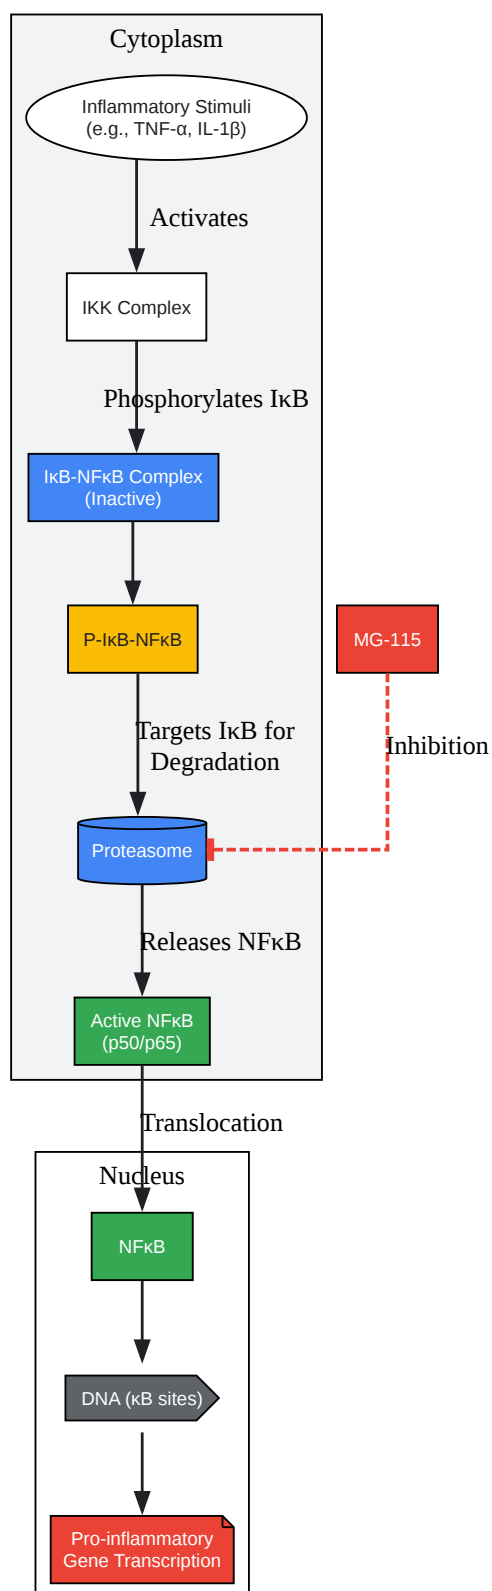 Cytoplasm
Inflammatory Stimuli
(e.g., TNF-α, IL-1β)
Activates
IKK Complex
Phosphorylates IκB
IκB-NFκB Complex
(Inactive)
P-IκB-NFκB
MG-115
Targets IκB for
Degradation
Inhibition
Proteasome
Releases NFκB
Active NFκB
(p50/p65)
Translocation
Nucleus
NFκB
DNA (κB sites)
Pro-inflammatory
Gene Transcription